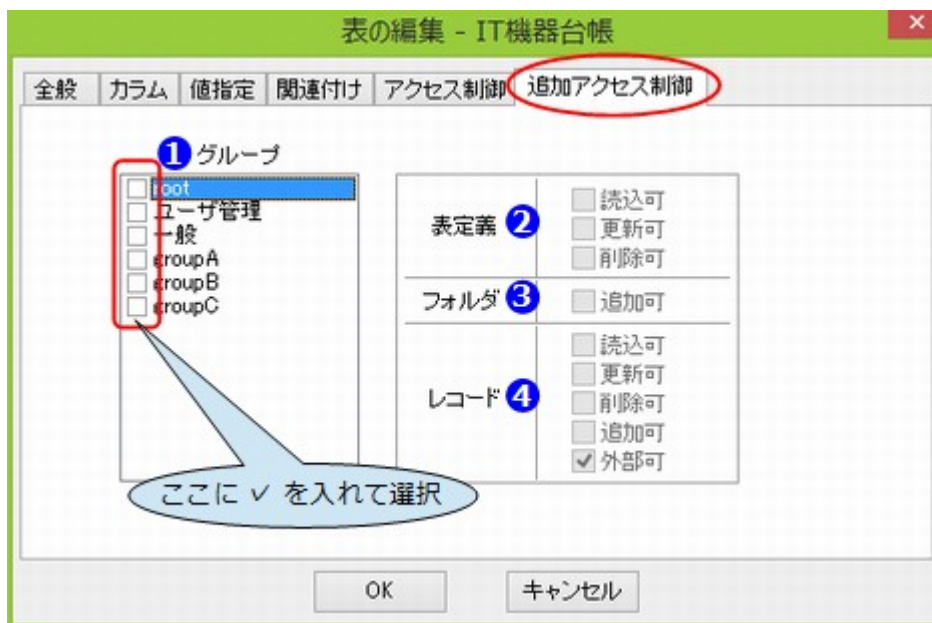 表の編集 - IT機器台帳
全般 カラム 値指定 関連付け アクセス制御 追加アクセス制御
1 グループ
root
ユーザ管理
一般
groupA
groupB
groupC
表定義 2
読込可
更新可
削除可
フォルダ 3
追加可
レコード 4
読込可
更新可
削除可
追加可
外部可
ここに ✓ を入れて選択
OK キャンセル